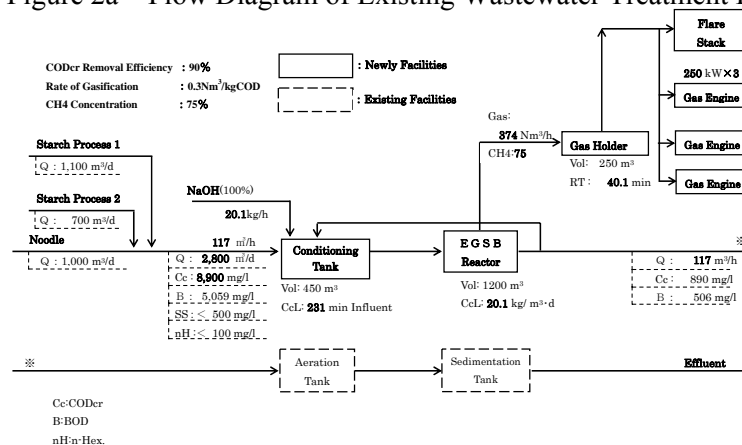 Figure 2a Flow Diagram of Existing Wastewater Treatment
CODcr Removal Efficiency : 90%
Rate of Gasification : 0.3Nm³/kgCOD
CH4 Concentration : 75%
: Newly Facilities
: Existing Facilities
Flare
Stack
250 kW×3
Gas Engine
Gas Engine
Gas Engine
Gas:
374 Nm³/h
CH4:75
Gas Holder
Vol: 250 m³
RT: 40.1 min
Starch Process 1
Q : 1,100 m³/d
Starch Process 2
Q : 700 m³/d
Noodle
Q : 1,000 m³/d
NaOH(100%)
20.1kg/h
117 ㎥/h
Q : 2,800 ㎥/d
Cc : 8,900 mg/l
B : 5,059 mg/l
SS : < 500 mg/l
nH : < 100 mg/l
Conditioning
Tank
Vol: 450 m³
CcL: 231 min Influent
E G S B
Reactor
Vol: 1200 m³
CcL: 20.1 kg/ m³·d
※
Q : 117 m³/h
Cc : 890 mg/l
B : 506 mg/l
※
Aeration
Tank
Sedimentation
Tank
Effluent
Cc:CODcr
B:BOD
nH:n-Hex.